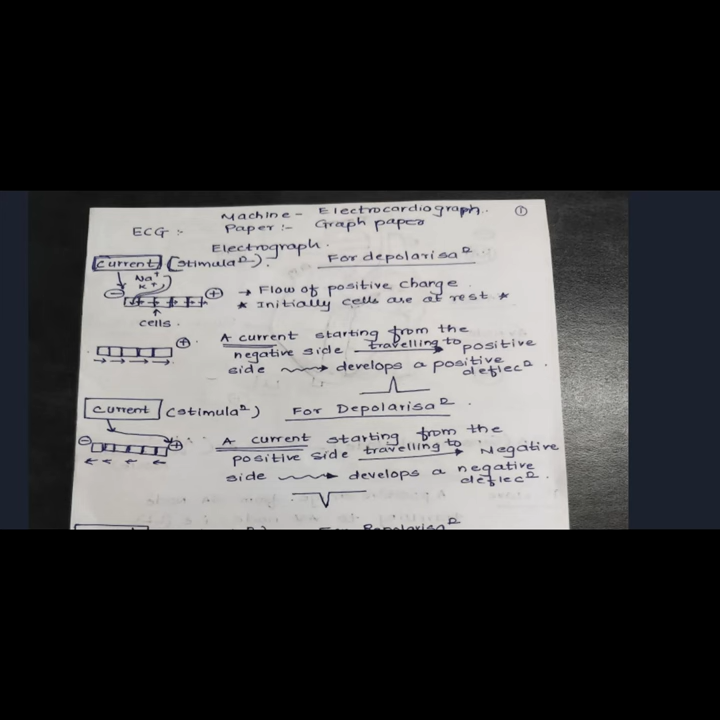 Machine - Electrocardiograph. ①
ECG :- Paper :- Graph paper
Electrograph.
Current (stimulaⁿ). For depolarisaⁿ
Na⁺
K⁺
⊖ ⊕ → Flow of positive charge
* Initially cells are at rest *
cells.
⊕ A current starting from the
negative side travelling to positive
side develops a positive
deflecⁿ.
Current (stimulaⁿ) For Depolarisaⁿ
⊖ ⊕ A current starting from the
positive side travelling to Negative
side develops a negative
deflecⁿ.